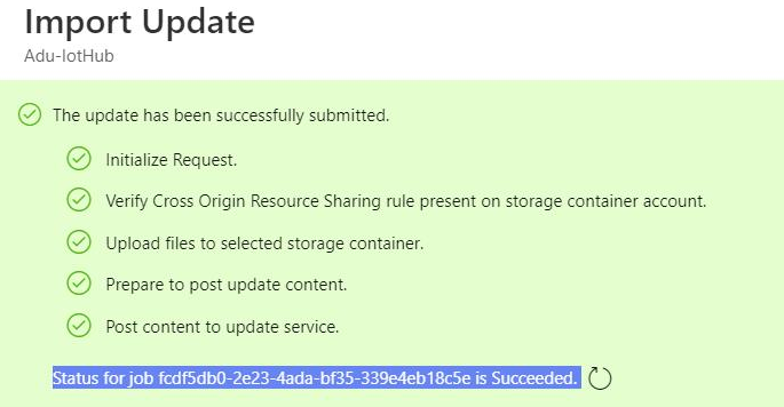 Import Update
Adu-IotHub
The update has been successfully submitted.
Initialize Request.
Verify Cross Origin Resource Sharing rule present on storage container account.
Upload files to selected storage container.
Prepare to post update content.
Post content to update service.
Status for job fcdf5db0-2e23-4ada-bf35-339e4eb18c5e is Succeeded.